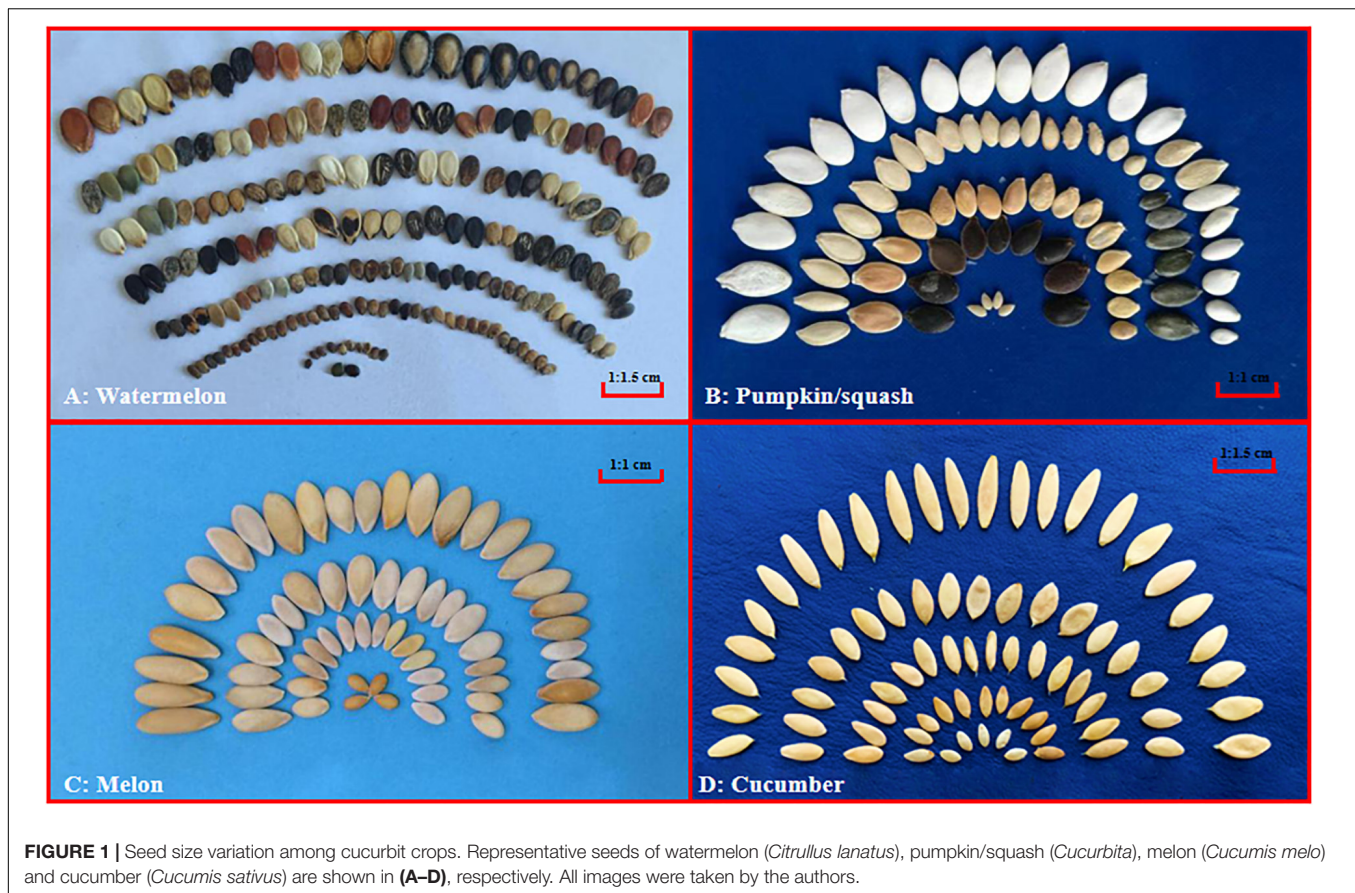 1:1.5 cm
A: Watermelon
1:1 cm
B: Pumpkin/squash
1:1 cm
C: Melon
1:1.5 cm
D: Cucumber
FIGURE 1 | Seed size variation among cucurbit crops. Representative seeds of watermelon (Citrullus lanatus), pumpkin/squash (Cucurbita), melon (Cucumis melo)
and cucumber (Cucumis sativus) are shown in (A–D), respectively. All images were taken by the authors.